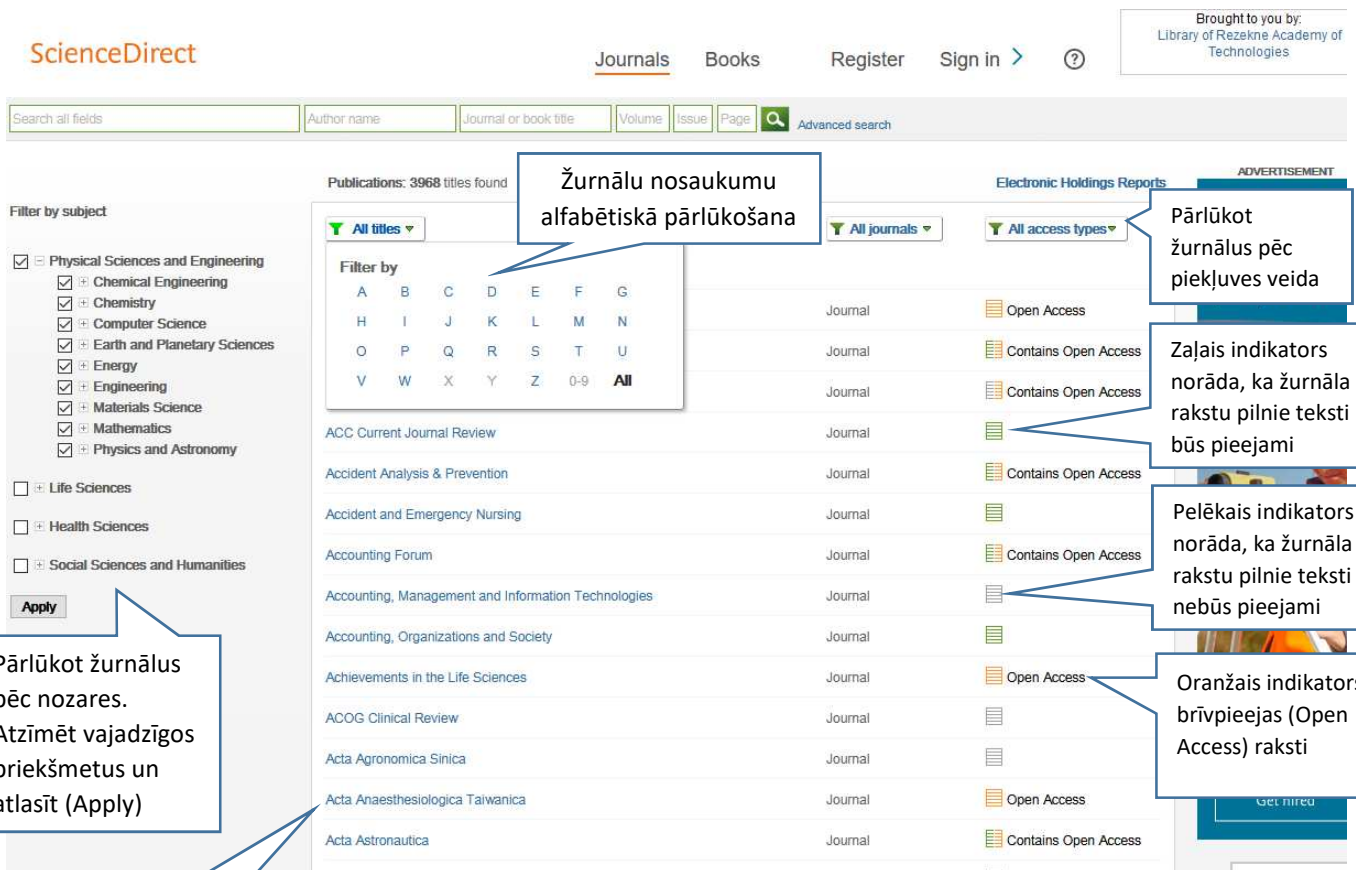 Brought to you by:
Library of Rezekne Academy of
Technologies
ScienceDirect
Journals Books Register Sign in > ?
Search all fields Author name Journal or book title Volume Issue Page Advanced search
Publications: 3968 titles found
Electronic Holdings Reports
ADVERTISEMENT
Žurnālu nosaukumu
alfabētiskā pārlūkošana
Filter by subject
All titles All journals All access types
Pārlūkot
žurnālus pēc
piekļuves veida
Physical Sciences and Engineering
Chemical Engineering
Chemistry
Computer Science
Earth and Planetary Sciences
Energy
Engineering
Materials Science
Mathematics
Physics and Astronomy
Life Sciences
Health Sciences
Social Sciences and Humanities
Apply
Pārlūkot žurnālus
pēc nozares.
Atzīmēt vajadzīgos
priekšmetus un
atlasīt (Apply)
Filter by
A B C D E F G
H I J K L M N
O P Q R S T U
V W X Y Z 0-9 All
Journal Open Access
Journal Contains Open Access
Journal Contains Open Access
ACC Current Journal Review Journal
Accident Analysis & Prevention Journal Contains Open Access
Accident and Emergency Nursing Journal
Accounting Forum Journal Contains Open Access
Accounting, Management and Information Technologies Journal
Accounting, Organizations and Society Journal
Achievements in the Life Sciences Journal Open Access
ACOG Clinical Review Journal
Acta Agronomica Sinica Journal
Acta Anaesthesiologica Taiwanica Journal Open Access
Acta Astronautica Journal Contains Open Access
Zaļais indikators
norāda, ka žurnāla
rakstu pilnie teksti
būs pieejami
Pelēkais indikators
norāda, ka žurnāla
rakstu pilnie teksti
nebūs pieejami
Oranžais indikators
brīvpieejas (Open
Access) raksti
Get hired